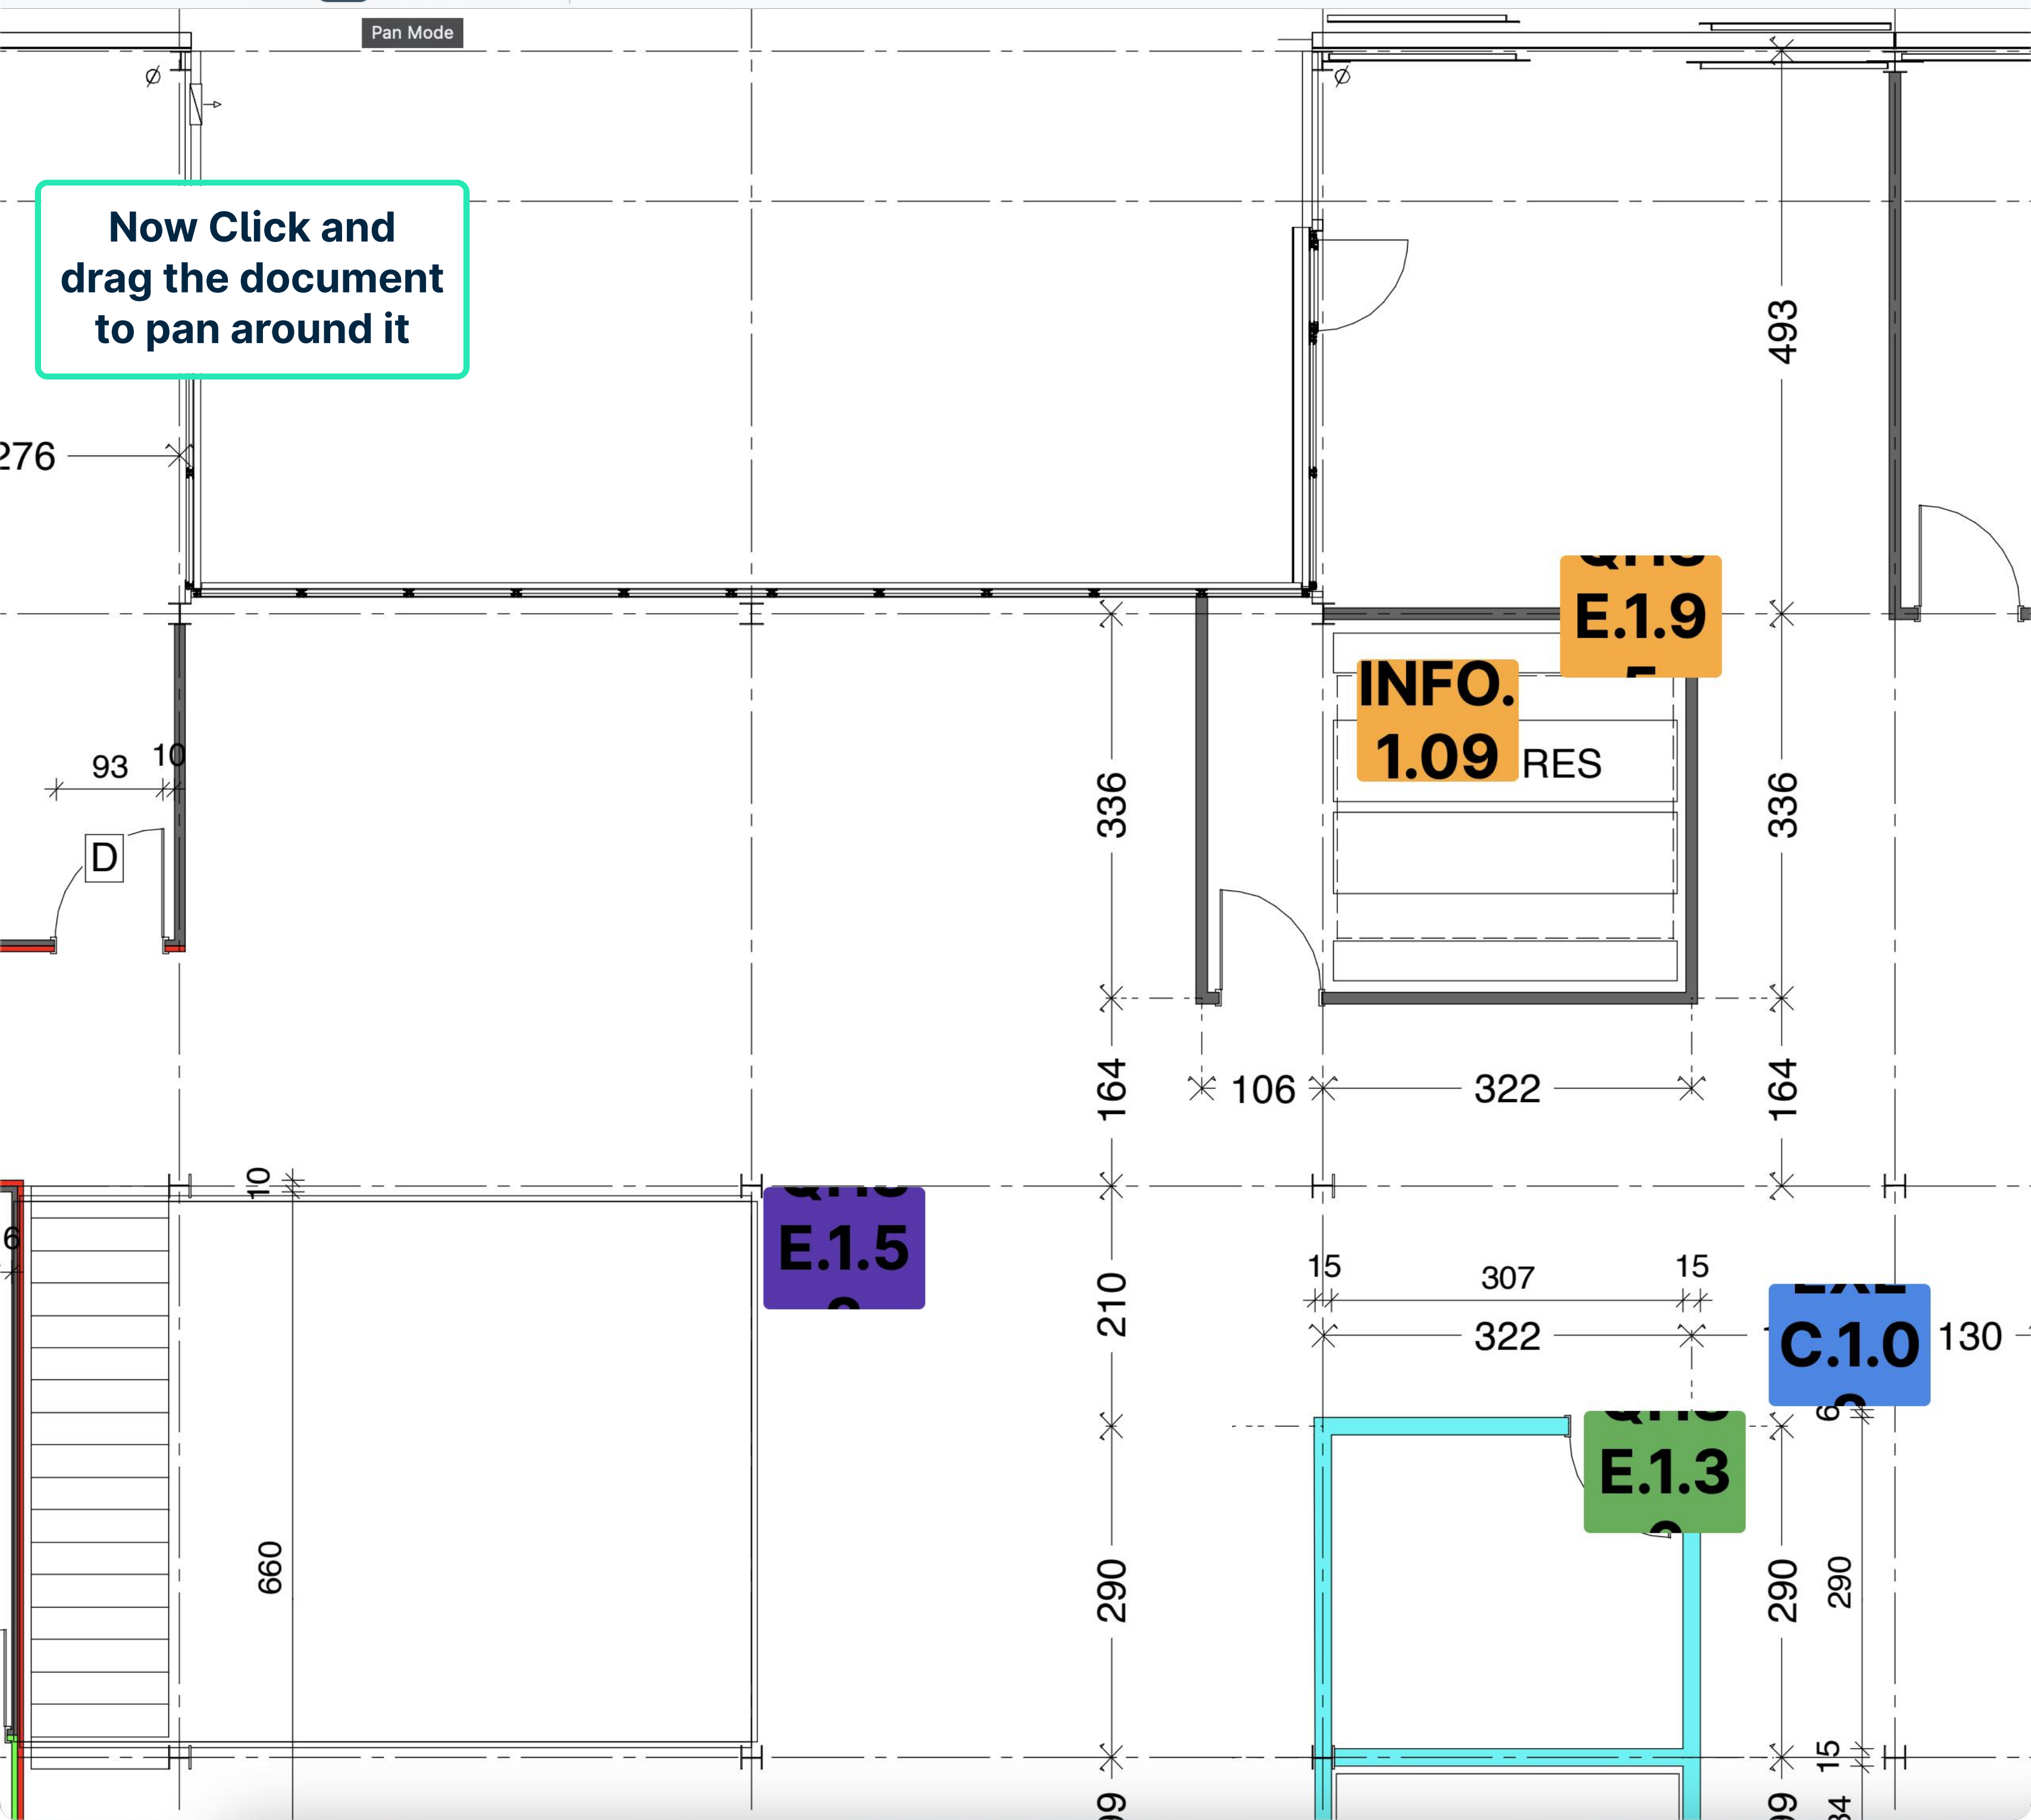 Pan Mode
Ø
Ø
Now Click and
drag the document
to pan around it
493
276
E.1.9
INFO.
1.09
RES
93
10
336
336
D
164
106
322
164
10
E.1.5
6
210
15
307
15
322
C.1.0
130
6
E.1.3
660
290
290
290
15